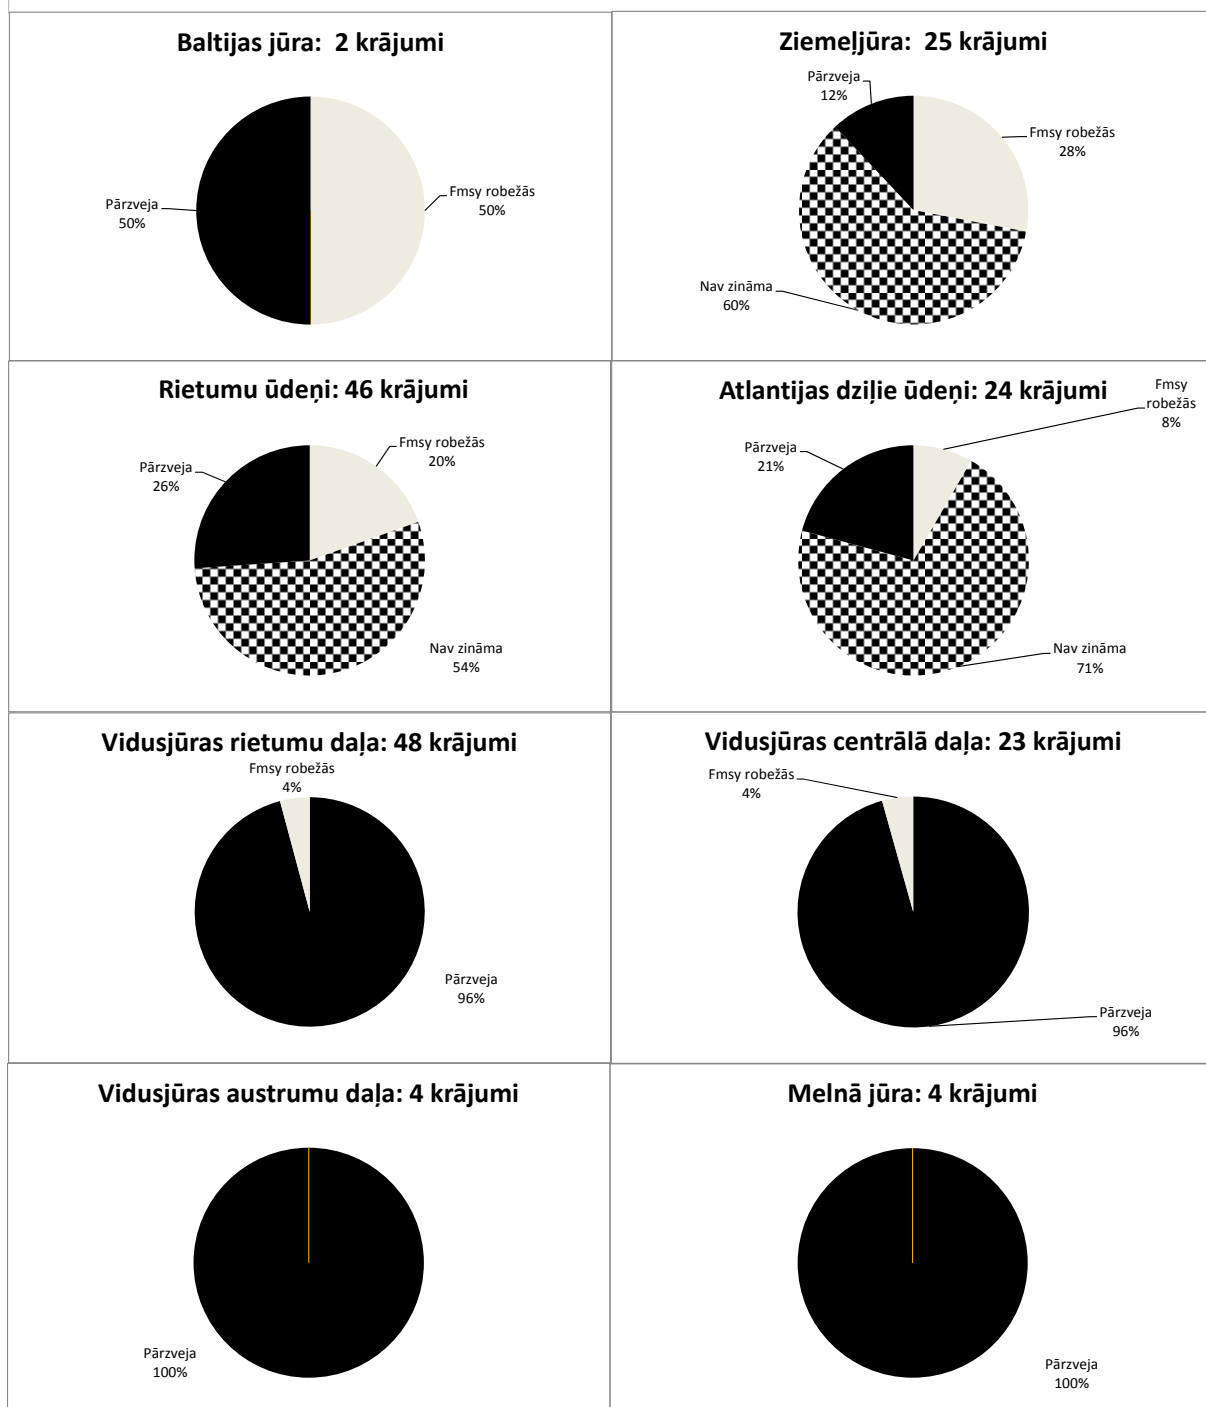 Baltijas jūra:  2 krājumi
Pārzveja
50%
Fmsy robežās
50%
Ziemeļjūra:  25 krājumi
Pārzveja
12%
Fmsy robežās
28%
Nav zināma
60%
Rietumu ūdeņi: 46 krājumi
Pārzveja
26%
Fmsy robežās
20%
Nav zināma
54%
Atlantijas dziļie ūdeņi: 24 krājumi
Fmsy
robežās
8%
Pārzveja
21%
Nav zināma
71%
Vidusjūras rietumu daļa: 48 krājumi
Fmsy robežās
4%
Pārzveja
96%
Vidusjūras centrālā daļa: 23 krājumi
Fmsy robežās
4%
Pārzveja
96%
Vidusjūras austrumu daļa: 4 krājumi
Pārzveja
100%
Melnā jūra: 4 krājumi
Pārzveja
100%